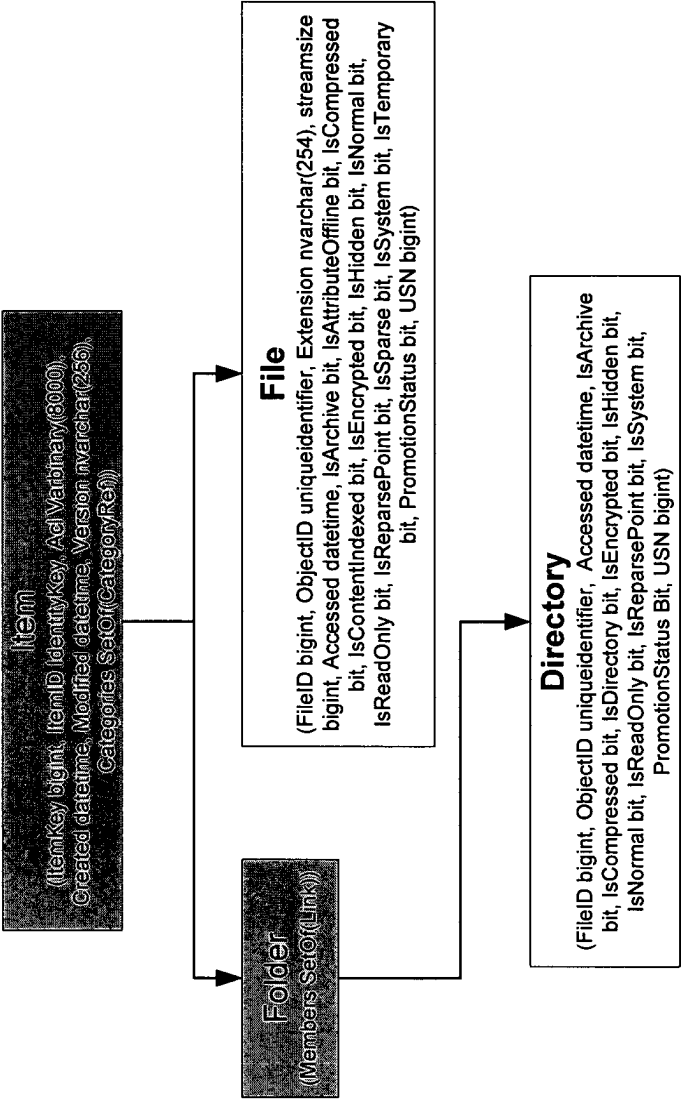 Item
(ItemKey bigint, ItemID IdentityKey, Acl Varbinary(8000),
Created datetime, Modified datetime, Version nvarchar(256),
Categories SetOf(CategoryRef))
Folder
(Members SetOf(Link))
File
(FileID bigint, ObjectID uniqueidentifier, Extension nvarchar(254), streamsize
bigint, Accessed datetime, IsArchive bit, IsAttributeOffline bit, IsCompressed
bit, IsContentIndexed bit, IsEncrypted bit, IsHidden bit, IsNormal bit,
IsReadOnly bit, IsReparsePoint bit, IsSparse bit, IsSystem bit, IsTemporary
bit, PromotionStatus bit, USN bigint)
Directory
(FileID bigint, ObjectID uniqueidentifier, Accessed datetime, IsArchive
bit, IsCompressed bit, IsDirectory bit, IsEncrypted bit, IsHidden bit,
IsNormal bit, IsReadOnly bit, IsReparsePoint bit, IsSystem bit,
PromotionStatus Bit, USN bigint)